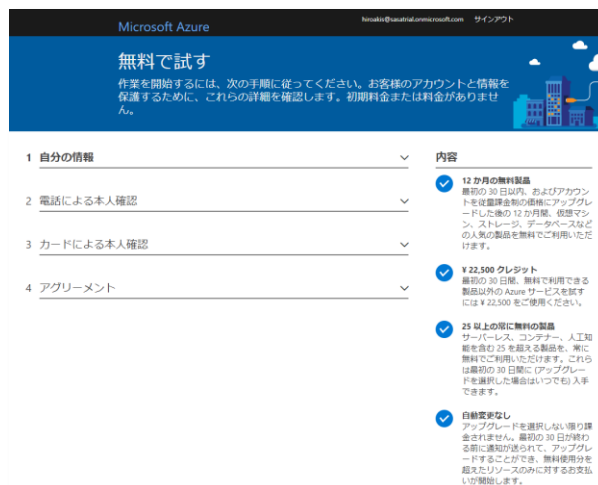 Microsoft Azure
hiroakis@sasatrial.onmicrosoft.com サインアウト
無料で試す
作業を開始するには、次の手順に従ってください。お客様のアカウントと情報を
保護するために、これらの詳細を確認します。初期料金または料金がありませ
ん。
1 自分の情報
2 電話による本人確認
3 カードによる本人確認
4 アグリーメント
内容
12 か月の無料製品
最初の 30 日以内、およびアカウン
トを従量課金制の価格にアップグレ
ードした後の 12 か月間、仮想マシ
ン、ストレージ、データベースなど
の人気の製品を無料でご利用いただ
けます。
¥ 22,500 クレジット
最初の 30 日間、無料で利用できる
製品以外の Azure サービスを試す
には ¥ 22,500 をご使用ください。
25 以上の常に無料の製品
サーバーレス、コンテナー、人工知
能を含む 25 を超える製品を、常に
無料でご利用いただけます。これら
は最初の 30 日間に (アップグレー
ドを選択した場合はいつでも) 入手
できます。
自動変更なし
アップグレードを選択しない限り課
金されません。最初の 30 日が終わ
る前に通知が送られて、アップグレ
ードすることができ、無料使用分を
超えたリソースのみに対するお支払
いが開始します。